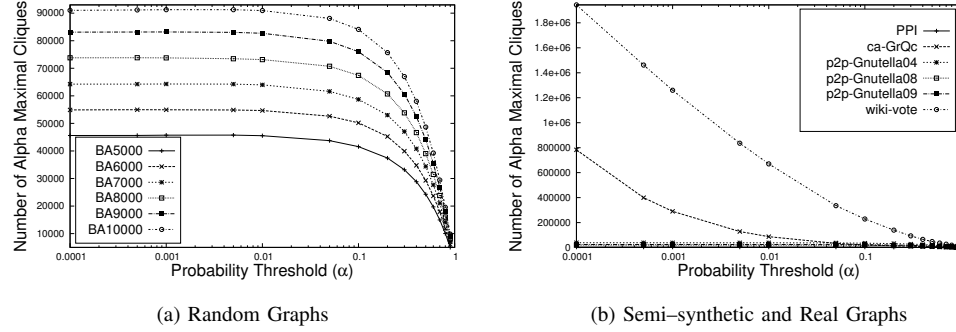 Number of Alpha Maximal Cliques
90000
80000
70000
60000
50000
40000
30000
20000
10000
BA5000
BA6000
BA7000
BA8000
BA9000
BA10000
0.0001
0.001
0.01
0.1
1
Probability Threshold (α)
(a) Random Graphs
Number of Alpha Maximal Cliques
1.8e+06
1.6e+06
1.4e+06
1.2e+06
1e+06
800000
600000
400000
200000
0
PPI
ca-GrQc
p2p-Gnutella04
p2p-Gnutella08
p2p-Gnutella09
wiki-vote
0.0001
0.001
0.01
0.1
Probability Threshold (α)
(b) Semi–synthetic and Real Graphs